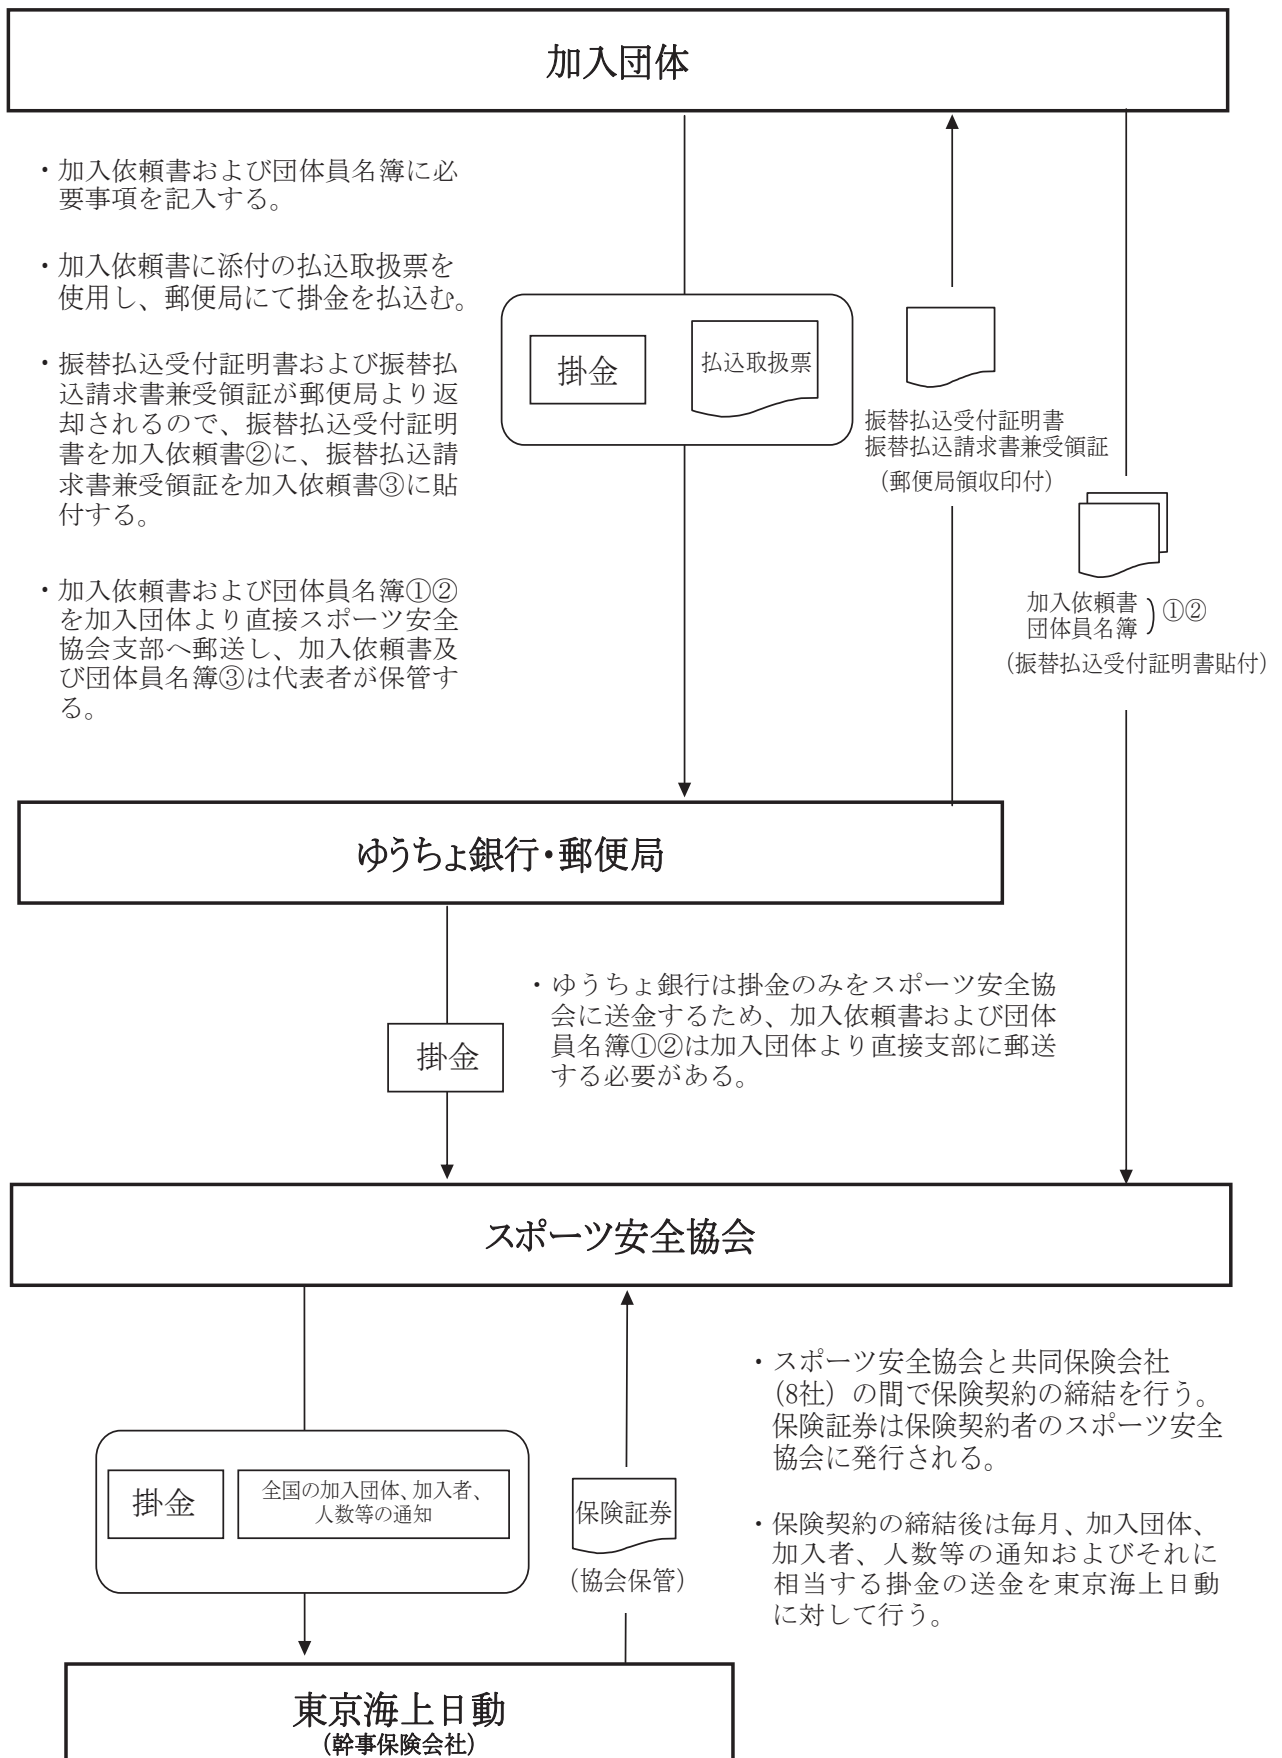 加入団体
・加入依頼書および団体員名簿に必
要事項を記入する。
・加入依頼書に添付の払込取扱票を
使用し、郵便局にて掛金を払込む。
・振替払込受付証明書および振替払
込請求書兼受領証が郵便局より返
却されるので、振替払込受付証明
書を加入依頼書②に、振替払込請
求書兼受領証を加入依頼書③に貼
付する。
・加入依頼書および団体員名簿①②
を加入団体より直接スポーツ安全
協会支部へ郵送し、加入依頼書及
び団体員名簿③は代表者が保管す
る。
掛金
払込取扱票
振替払込受付証明書
振替払込請求書兼受領証
（郵便局領収印付）
加入依頼書
団体員名簿
①②
（振替払込受付証明書貼付）
ゆうちょ銀行・郵便局
掛金
・ゆうちょ銀行は掛金のみをスポーツ安全協
会に送金するため、加入依頼書および団体
員名簿①②は加入団体より直接支部に郵送
する必要がある。
スポーツ安全協会
掛金
全国の加入団体、加入者、
人数等の通知
保険証券
（協会保管）
・スポーツ安全協会と共同保険会社
（8社）の間で保険契約の締結を行う。
保険証券は保険契約者のスポーツ安全
協会に発行される。
・保険契約の締結後は毎月、加入団体、
加入者、人数等の通知およびそれに
相当する掛金の送金を東京海上日動
に対して行う。
東京海上日動
（幹事保険会社）